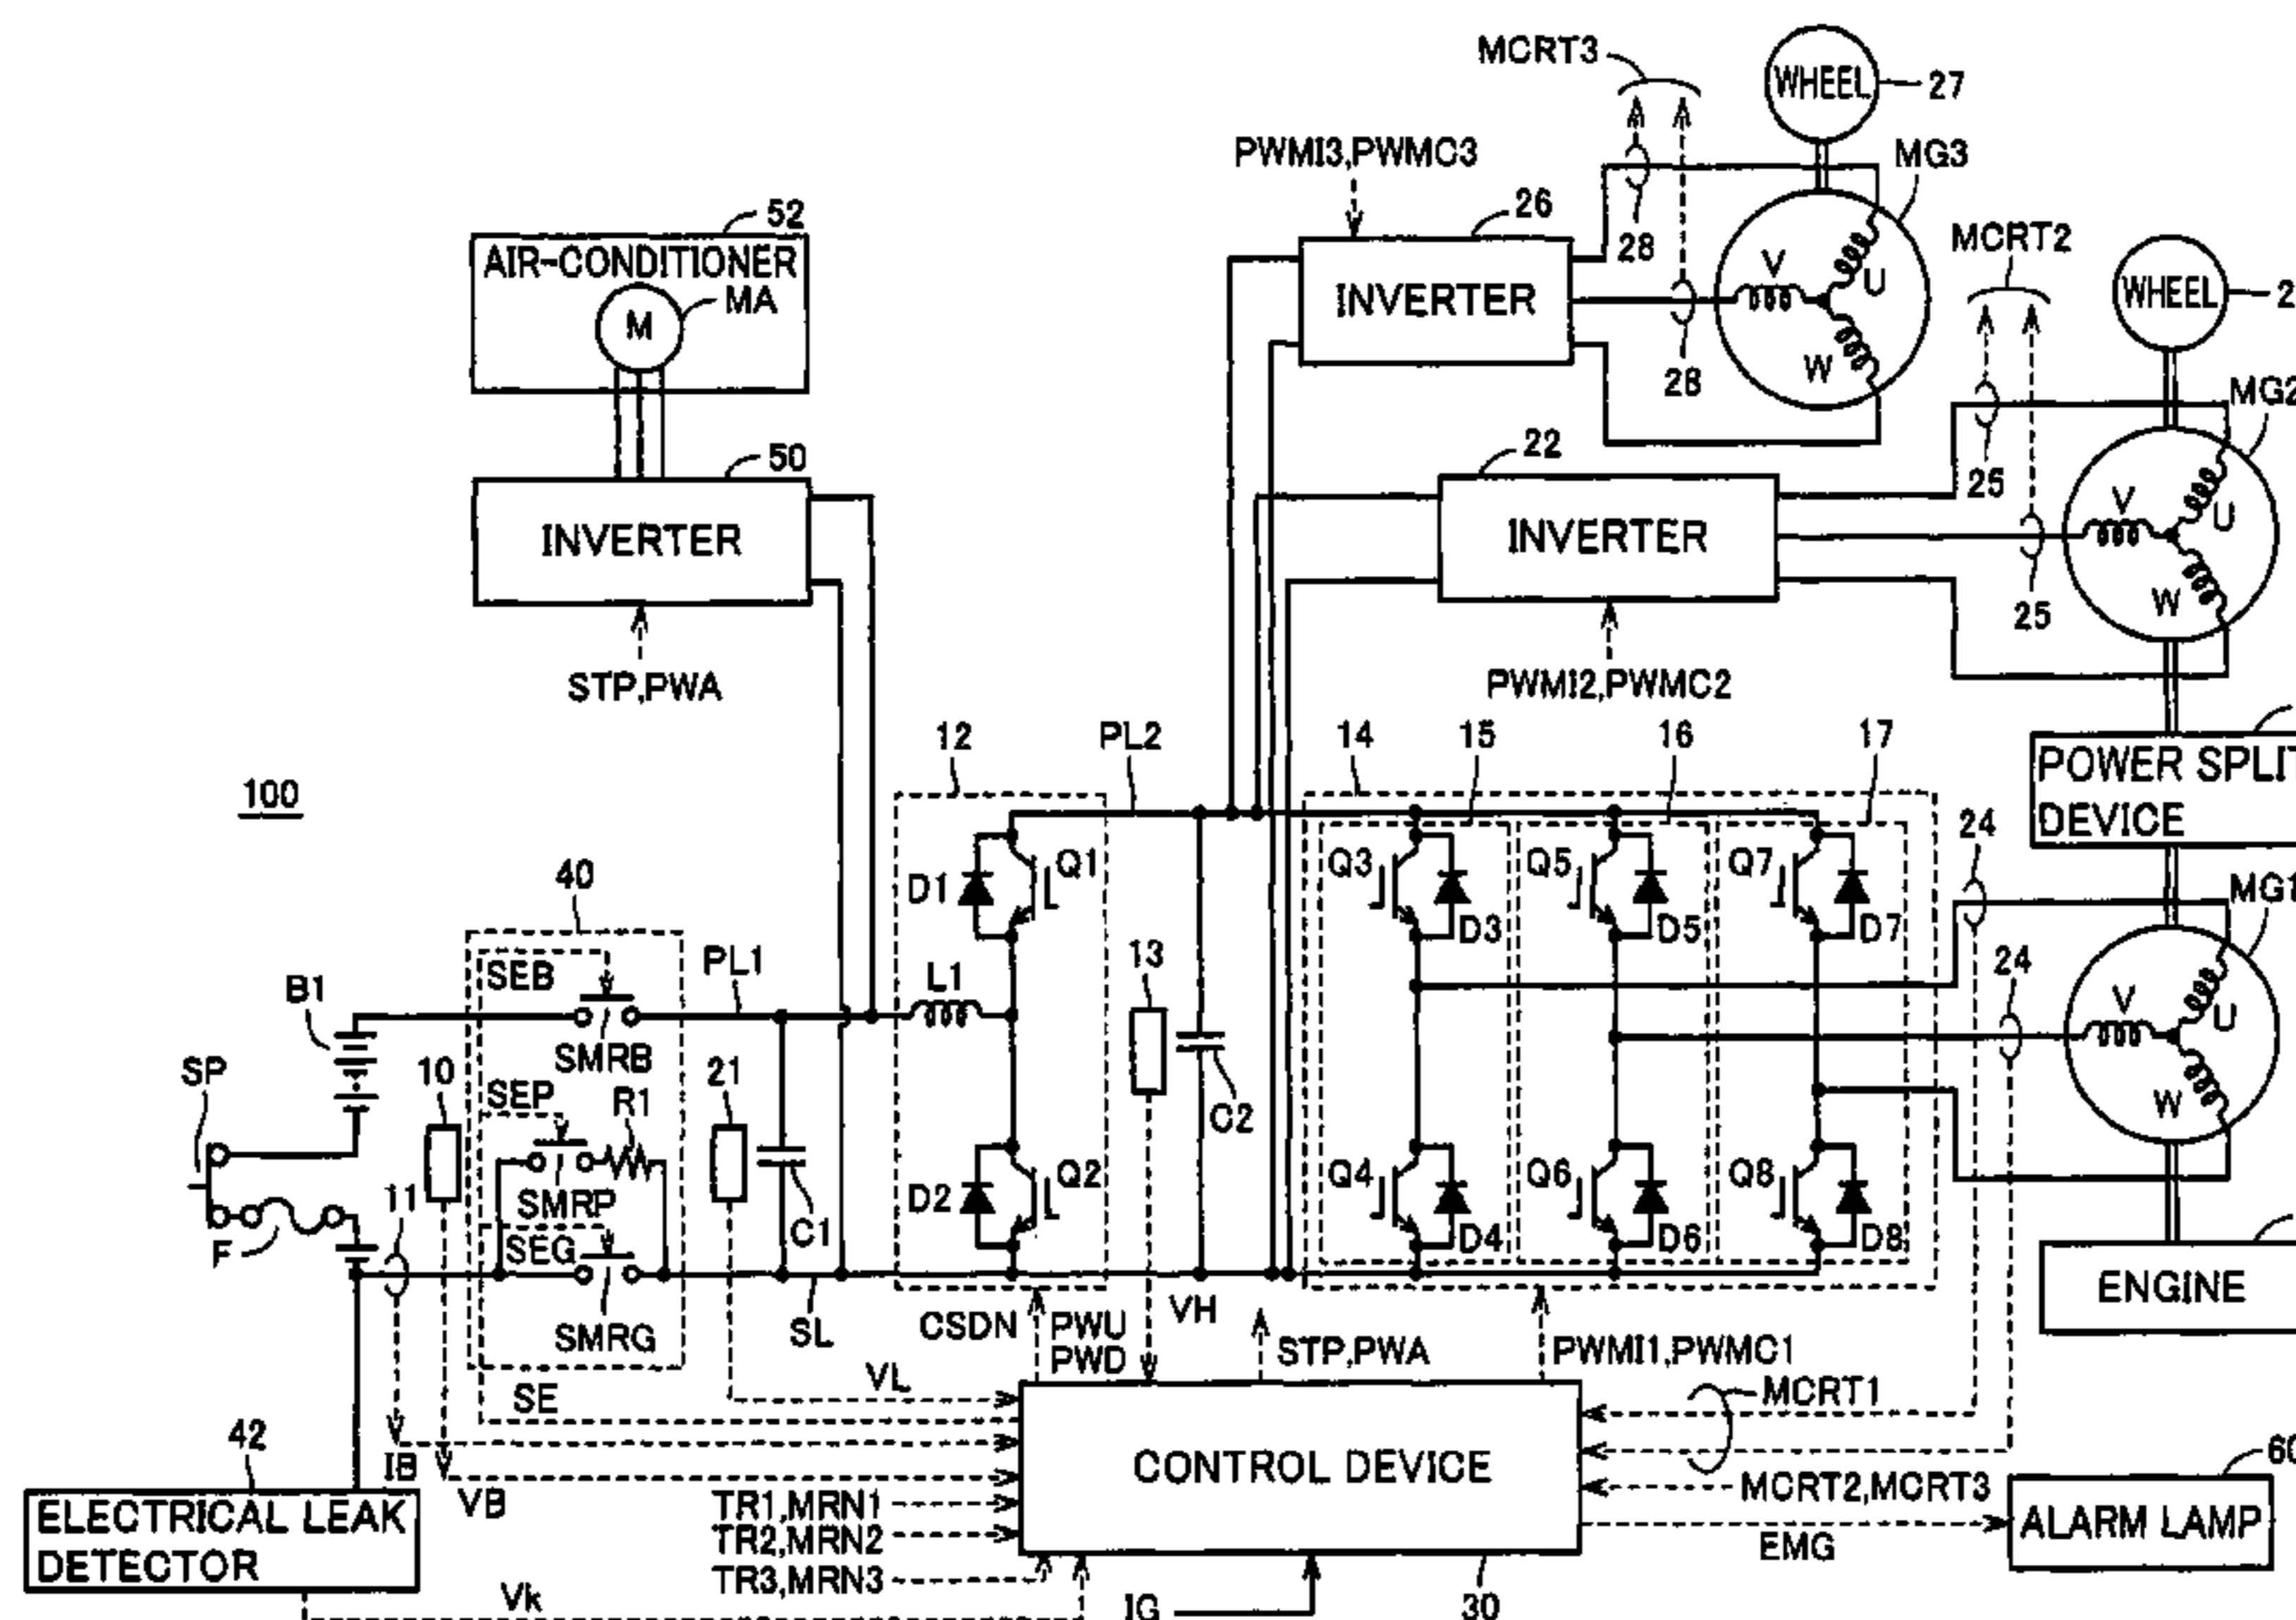 MCRT3
WHEEL
27
PWMI3,PWMC3
MG3
52
26
28
MCRT2
AIR-CONDITIONER
MA
M
INVERTER
V
U
W
28
WHEEL
2
MG2
50
22
25
INVERTER
INVERTER
V
U
W
25
STP,PWA
PWMI2,PWMC2
12
PL2
14
15
16
17
POWER SPLIT
DEVICE
100
24
40
D1
Q1
Q3
D3
Q5
D5
Q7
D7
MG1
SEB
PL1
L1
13
24
B1
V
U
W
SMRB
SP
10
SEP
R1
21
C2
11
SMRP
C1
D2
Q2
Q4
D4
Q6
D6
Q8
D8
F
SEG
ENGINE
SMRG
SL
CSDN
PWU
PWD
VH
STP,PWA
PWMI1,PWMC1
VL
SE
MCRT1
42
IB
CONTROL DEVICE
60
VB
MCRT2,MCRT3
ELECTRICAL LEAK
DETECTOR
TR1,MRN1
TR2,MRN2
TR3,MRN3
EMG
ALARM LAMP
Vk
IG
30